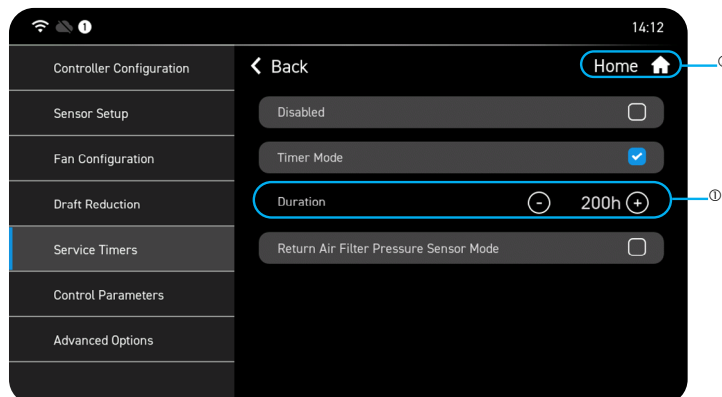 1 14:12
Controller Configuration
Back Home
Sensor Setup
Disabled
Fan Configuration
Timer Mode
Draft Reduction
Duration - 200h +
①
Service Timers
Return Air Filter Pressure Sensor Mode
Control Parameters
Advanced Options